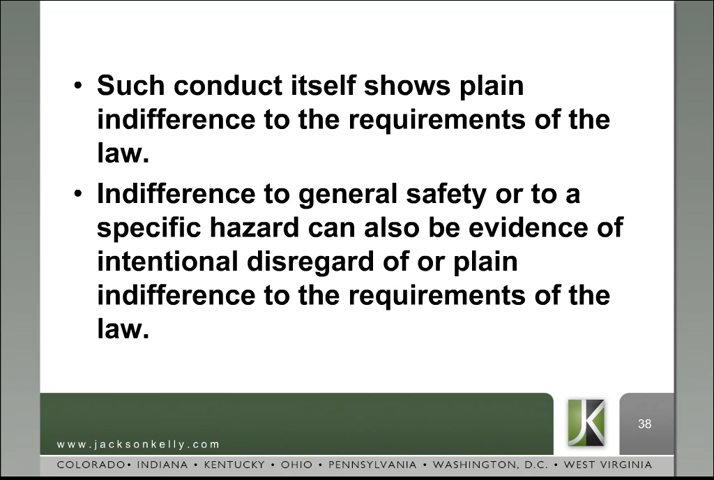 • Such conduct itself shows plain
indifference to the requirements of the
law.
• Indifference to general safety or to a
specific hazard can also be evidence of
intentional disregard of or plain
indifference to the requirements of the
law.
JK
38
www.jacksonkelly.com
COLORADO • INDIANA • KENTUCKY • OHIO • PENNSYLVANIA • WASHINGTON, D.C. • WEST VIRGINIA